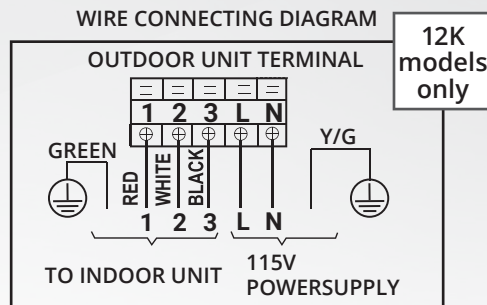 WIRE CONNECTING DIAGRAM
12K
models
only
OUTDOOR UNIT TERMINAL
1 2 3 L N
GREEN
RED
WHITE
BLACK
Y/G
1 2 3 L N
TO INDOOR UNIT
115V
POWERSUPPLY